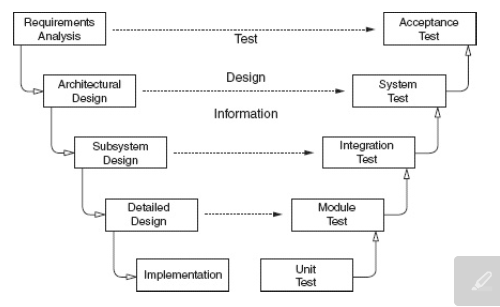 Requirements
Analysis
Acceptance
Test
Test
Architectural
Design
Design
System
Test
Information
Subsystem
Design
Integration
Test
Detailed
Design
Module
Test
Implementation
Unit
Test